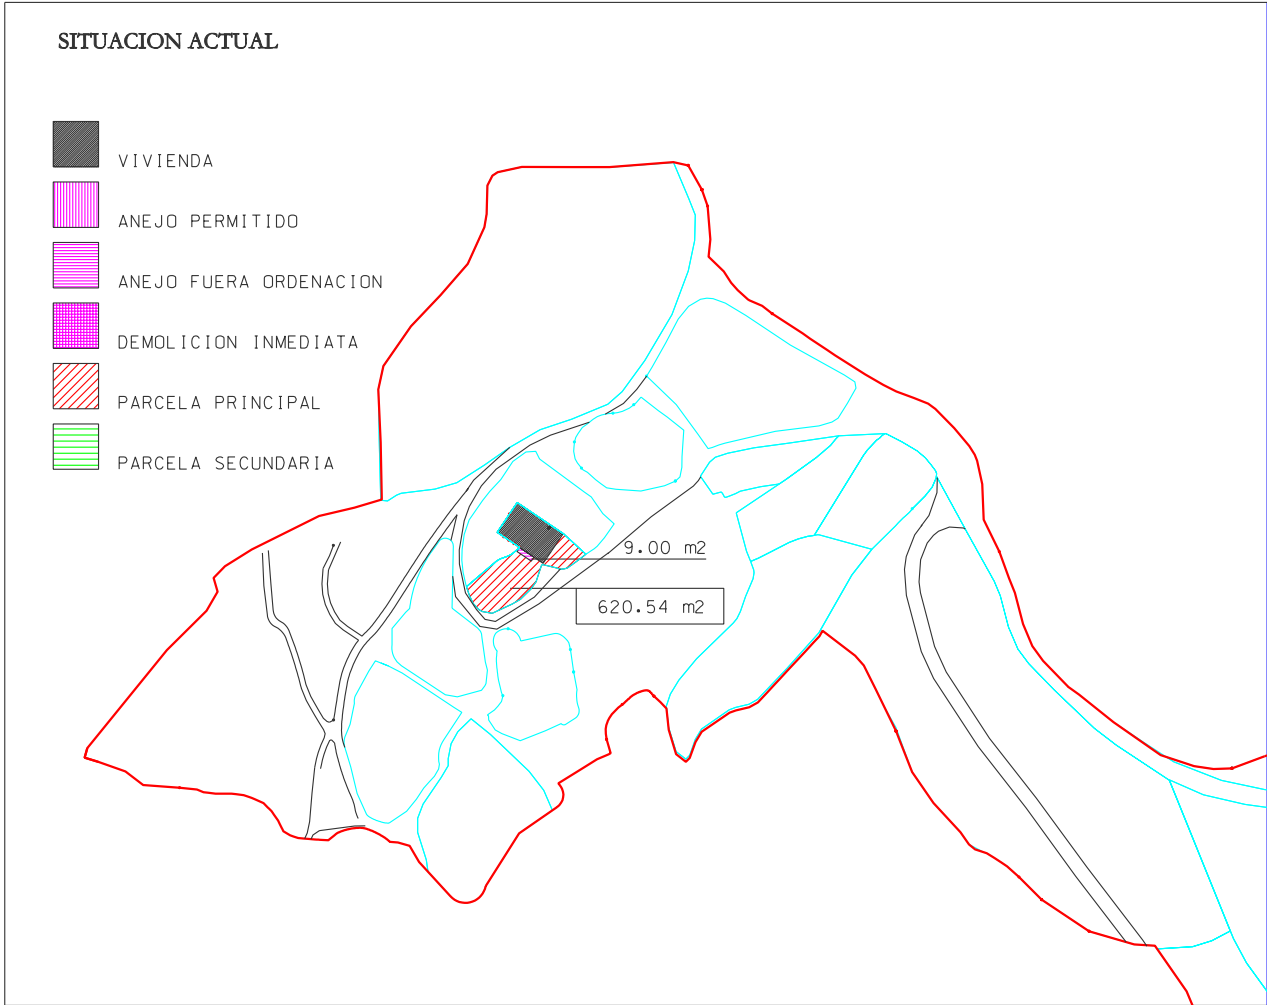 SITUACION ACTUAL
VIVIENDA
ANEJO PERMITIDO
ANEJO FUERA ORDENACION
DEMOLICION INMEDIATA
PARCELA PRINCIPAL
PARCELA SECUNDARIA
9.00 m2
620.54 m2